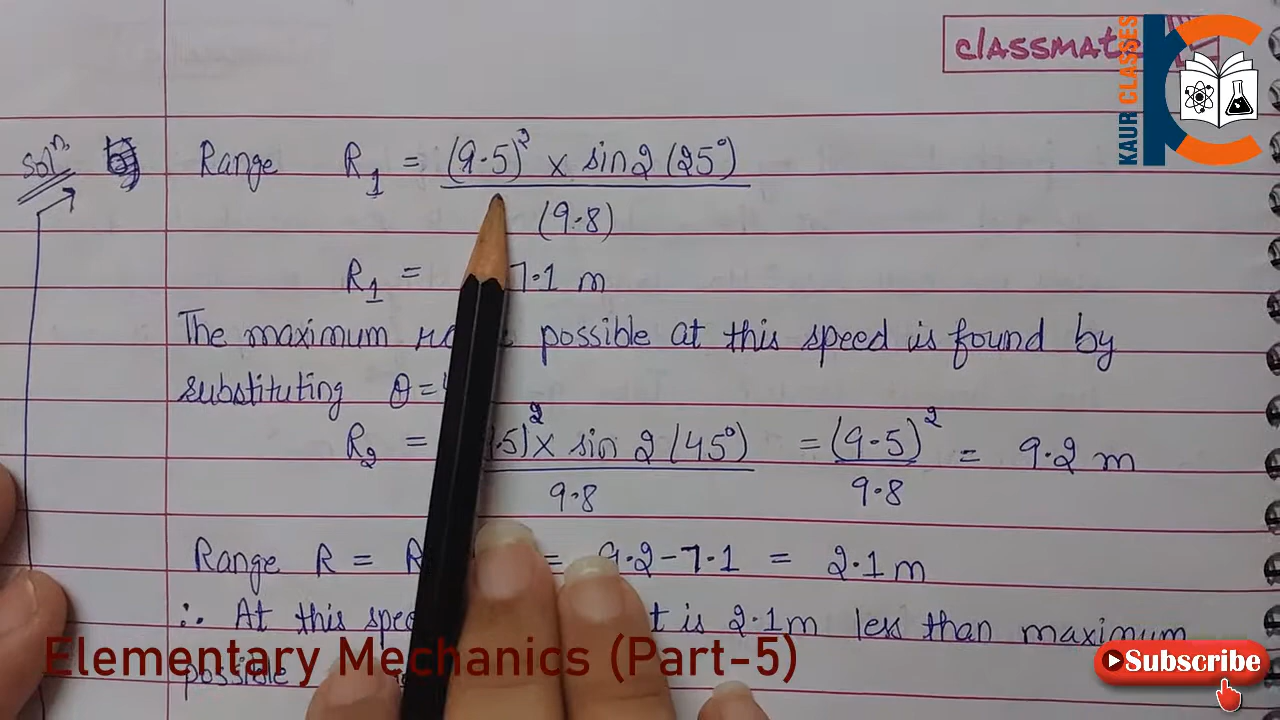 classmat
KAUR CLASSES
Solⁿ. Range R₁ = (9.5)² × sin2 (25°)
(9.8)
R₁ = 7.1 m
The maximum possible at this speed is found by
substituting θ =
R₂ = .5)² × sin 2 (45°) = (9.5)² = 9.2 m
9.8 9.8
Range R = R = 9.2 - 7.1 = 2.1 m
∴ At this spee t is 2.1m less than maximum
possible
Elementary Mechanics (Part-5)
Subscribe